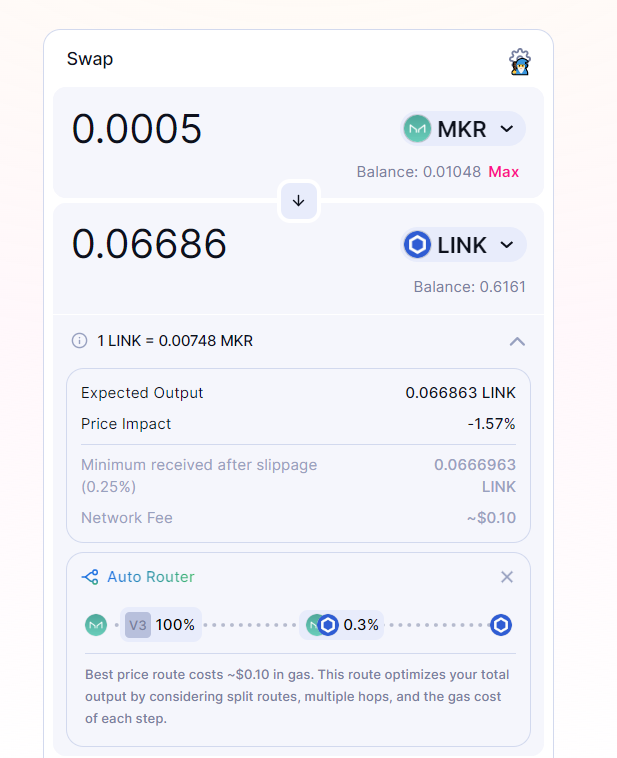 Swap
0.0005
MKR
Balance: 0.01048 Max
0.06686
LINK
Balance: 0.6161
1 LINK = 0.00748 MKR
Expected Output 0.066863 LINK
Price Impact -1.57%
Minimum received after slippage 0.0666963
(0.25%) LINK
Network Fee ~$0.10
Auto Router
V3 100% 0.3%
Best price route costs ~$0.10 in gas. This route optimizes your total
output by considering split routes, multiple hops, and the gas cost
of each step.